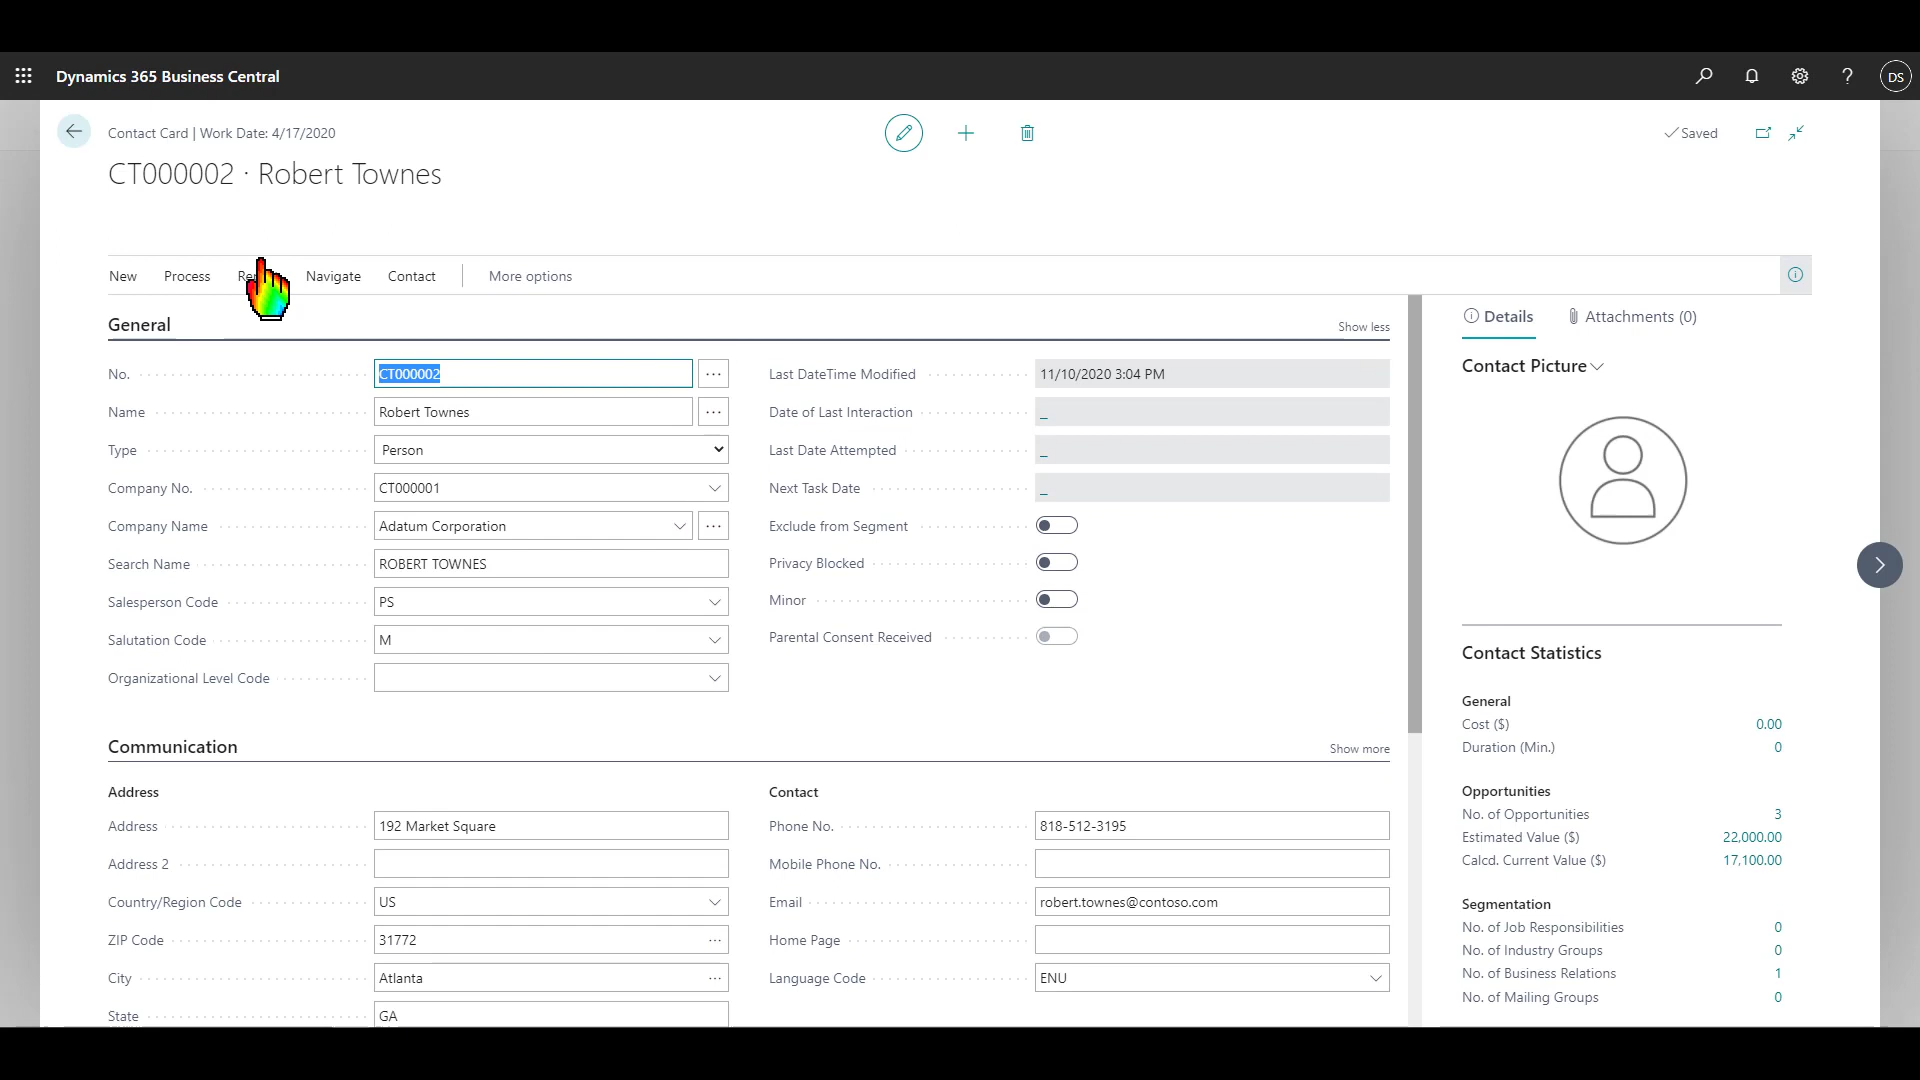 Dynamics 365 Business Central
DS
Contact Card | Work Date: 4/17/2020
Saved
CT000002 · Robert Townes
New Process Navigate Contact More options
General
Show less
No. CT000002
Name Robert Townes
Type Person
Company No. CT000001
Company Name Adatum Corporation
Search Name ROBERT TOWNES
Salesperson Code PS
Salutation Code M
Organizational Level Code
Last DateTime Modified 11/10/2020 3:04 PM
Date of Last Interaction _
Last Date Attempted _
Next Task Date _
Exclude from Segment
Privacy Blocked
Minor
Parental Consent Received
Communication
Show more
Address
Address 192 Market Square
Address 2
Country/Region Code US
ZIP Code 31772
City Atlanta
State GA
Contact
Phone No. 818-512-3195
Mobile Phone No.
Email robert.townes@contoso.com
Home Page
Language Code ENU
Details Attachments (0)
Contact Picture
Contact Statistics
General
Cost ($) 0.00
Duration (Min.) 0
Opportunities
No. of Opportunities 3
Estimated Value ($) 22,000.00
Calcd. Current Value ($) 17,100.00
Segmentation
No. of Job Responsibilities 0
No. of Industry Groups 0
No. of Business Relations 1
No. of Mailing Groups 0